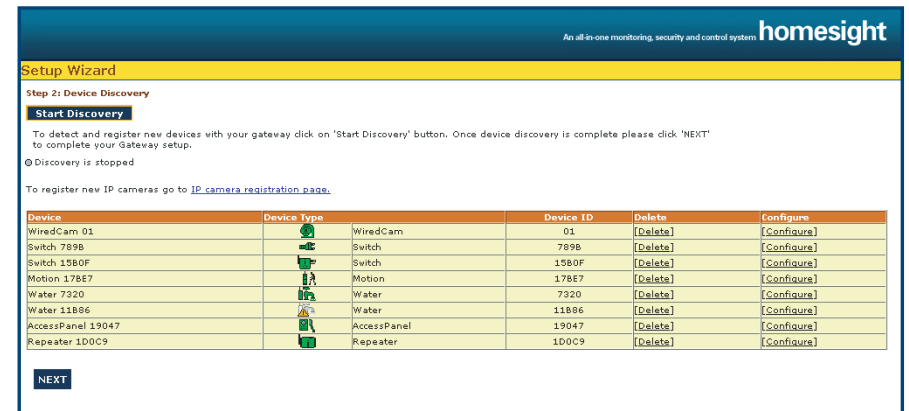 An all-in-one monitoring, security and control system homesight
Setup Wizard
Step 2: Device Discovery
Start Discovery
To detect and register new devices with your gateway click on 'Start Discovery' button. Once device discovery is complete please click 'NEXT'
to complete your Gateway setup.
Discovery is stopped
To register new IP cameras go to IP camera registration page.
Device Device Type Device ID Delete Configure
WiredCam 01 WiredCam 01 [Delete] [Configure]
Switch 789B Switch 789B [Delete] [Configure]
Switch 15B0F Switch 15B0F [Delete] [Configure]
Motion 17BE7 Motion 17BE7 [Delete] [Configure]
Water 7320 Water 7320 [Delete] [Configure]
Water 11B86 Water 11B86 [Delete] [Configure]
AccessPanel 19047 AccessPanel 19047 [Delete] [Configure]
Repeater 1D0C9 Repeater 1D0C9 [Delete] [Configure]
NEXT